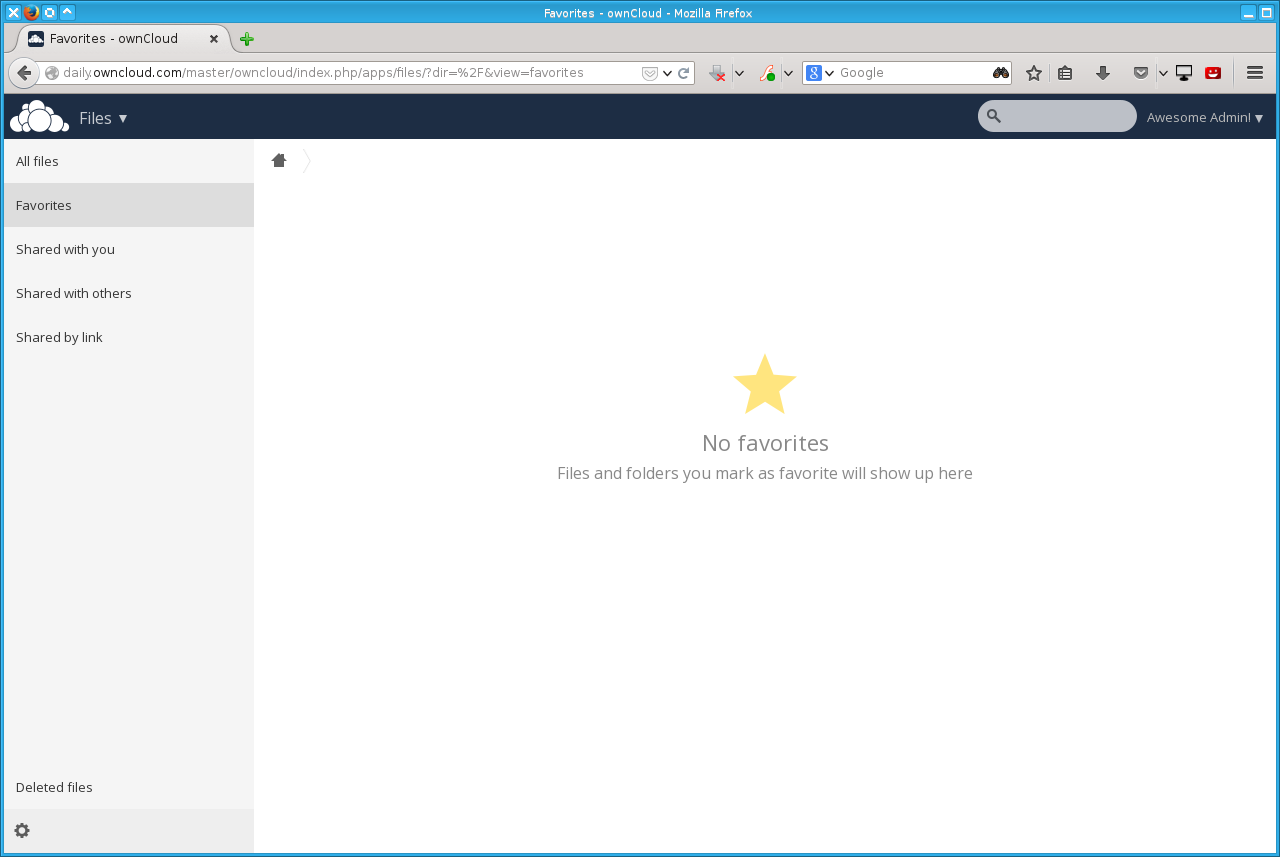 Favorites - ownCloud - Mozilla Firefox
Favorites - ownCloud
daily.owncloud.com/master/owncloud/index.php/apps/files/?dir=%2F&view=favorites
8 Google
Files ▼
Awesome Admin! ▼
All files
Favorites
Shared with you
Shared with others
Shared by link
No favorites
Files and folders you mark as favorite will show up here
Deleted files